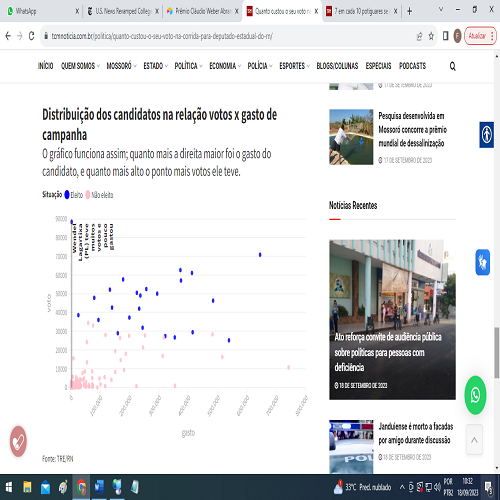 WhatsApp
U.S. News Revamped Colleg
Prêmio Cláudio Weber Abram
Quanto custou o seu voto na
7 em cada 10 potiguares se
tcmnoticia.com.br/politica/quanto-custou-o-seu-voto-na-corrida-para-deputado-estadual-do-rn/
Atualizar
INÍCIO QUEM SOMOS MOSSORÓ ESTADO POLÍTICA ECONOMIA POLÍCIA ESPORTES BLOGS/COLUNAS ESPECIAIS PODCASTS
17 DE SETEMBRO DE 2023
Distribuição dos candidatos na relação votos x gasto de
campanha
O gráfico funciona assim; quanto mais a direita maior foi o gasto do
candidato, e quanto mais alto o ponto mais votos ele teve.
Situação Eleito Não eleito
90000
80000
70000
60000
50000
40000
30000
20000
10000
0
voto
Wendel
Lagartixa
(PL) teve
muitos
votos e
pouco
gastou
0
100,000
200,000
300,000
400,000
500,000
600,000
700,000
800,000
gasto
Fonte: TRE/RN
Pesquisa desenvolvida em
Mossoró concorre a prêmio
mundial de dessalinização
17 DE SETEMBRO DE 2023
Notícias Recentes
Ato reforça convite de audiência pública
sobre políticas para pessoas com
deficiência
18 DE SETEMBRO DE 2023
Janduiense é morto a facadas
por amigo durante discussão
18 DE SETEMBRO DE 2023
33°C Pred. nublado
POR
PTB2
10:32
18/09/2023